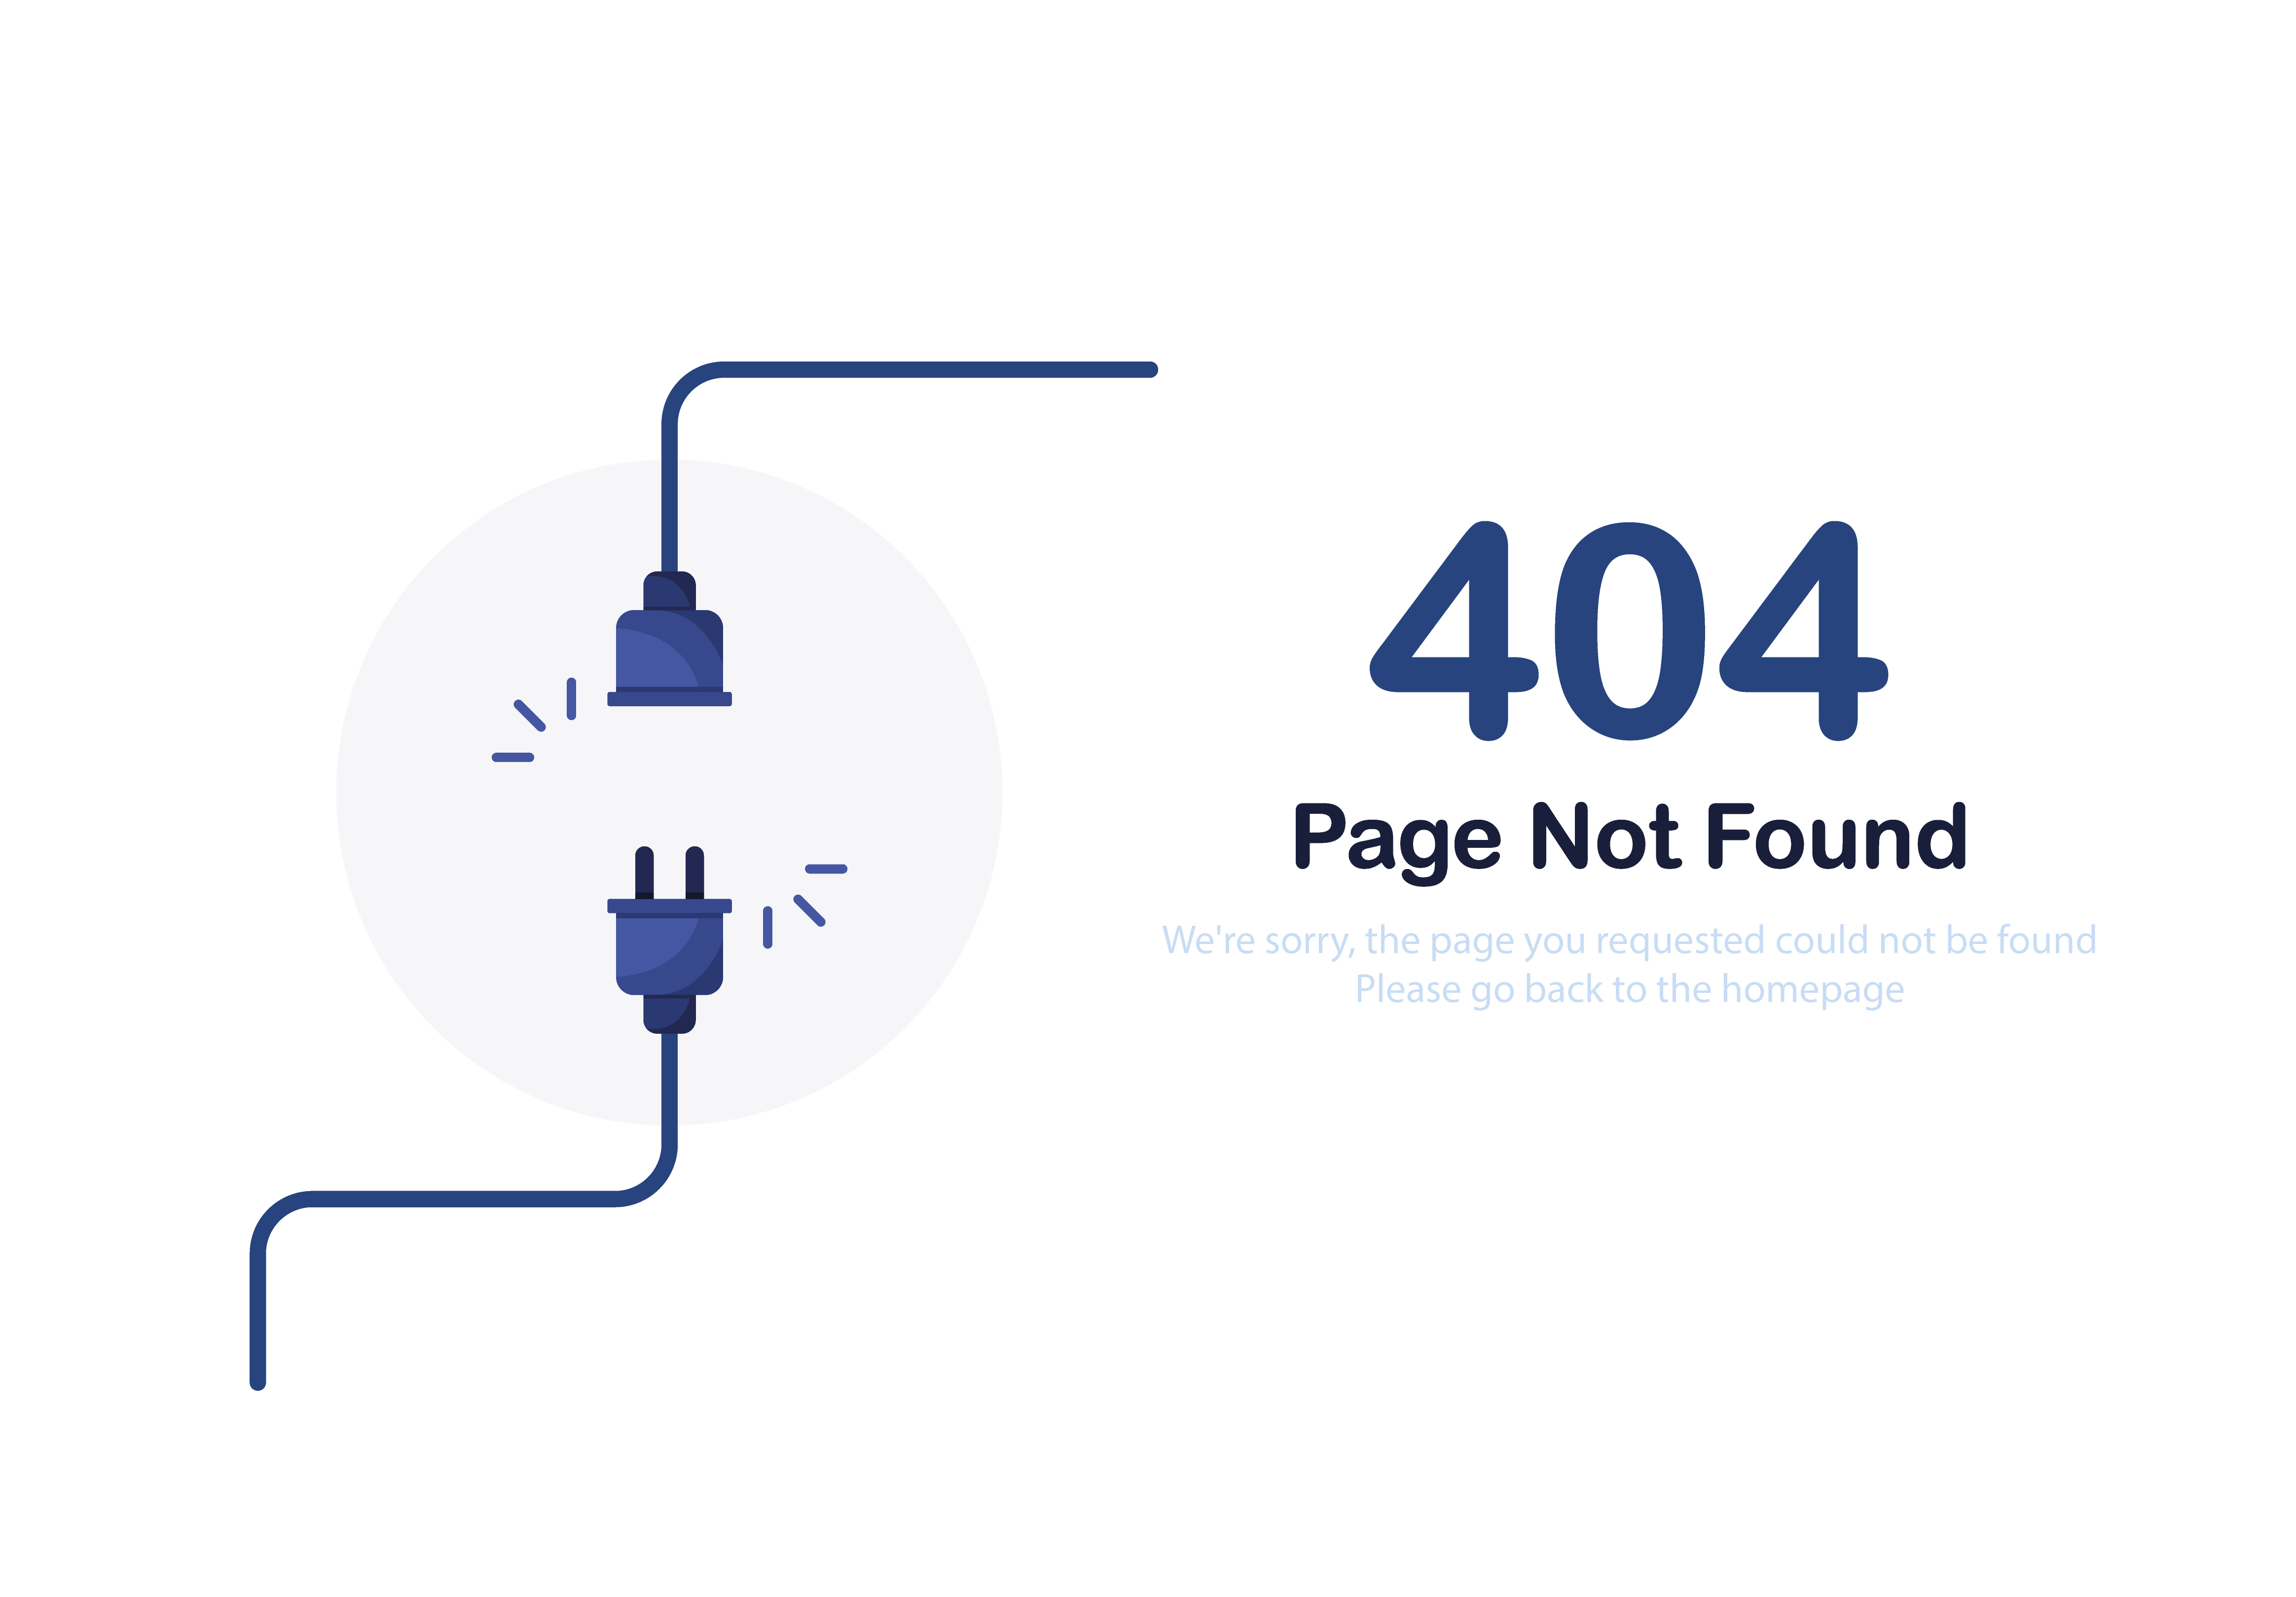 404
Page Not Found
We're sorry, the page you requested could not be found
Please go back to the homepage